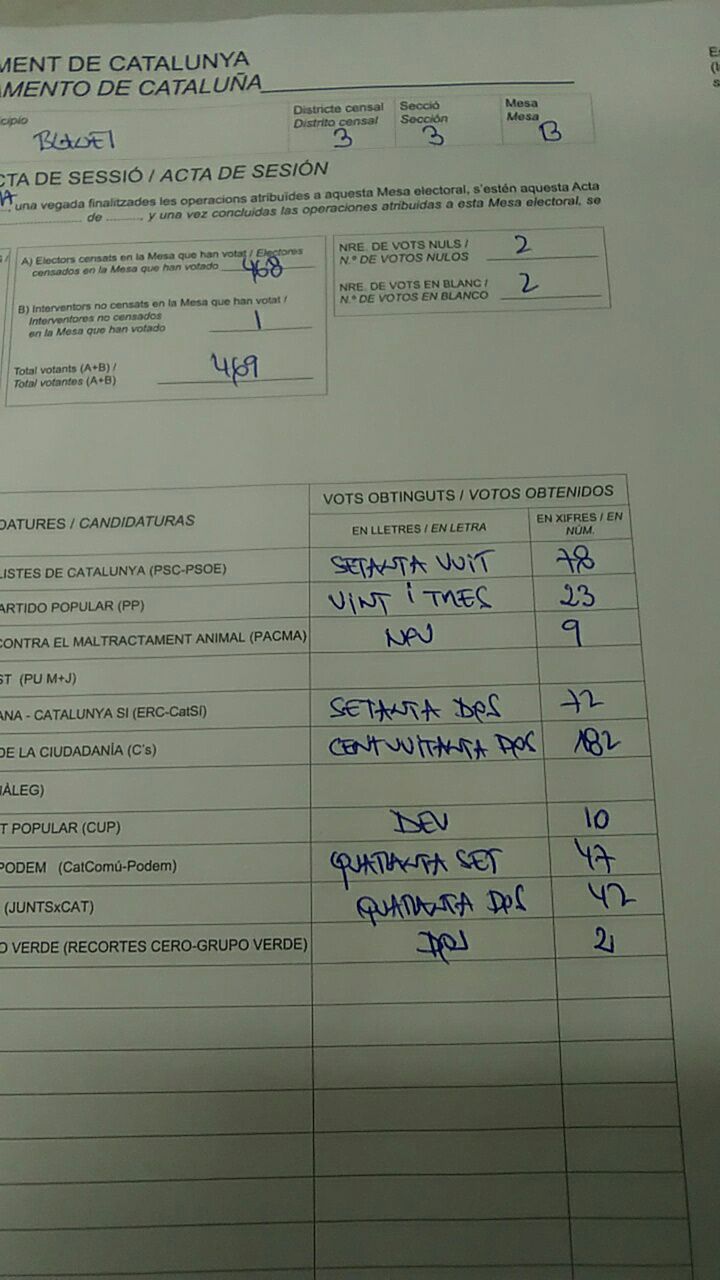 MENT DE CATALUNYA
AMENTO DE CATALUÑA
cipio
Districte censal
Distrito censal
3
Secció
Sección
3
Mesa
Mesa
B
CTA DE SESSIÓ / ACTA DE SESIÓN
una vegada finalitzades les operacions atribuïdes a aquesta Mesa electoral, s'estén aquesta Acta
de ........, y una vez concluidas las operaciones atribuidas a esta Mesa electoral, se
A) Electors censats en la Mesa que han votat / Electores
censados en la Mesa que han votado 468
B) Interventors no censats en la Mesa que han votat /
Interventores no censados
en la Mesa que han votado 1
Total votants (A+B) /
Total votantes (A+B) 469
NRE. DE VOTS NULS /
N.º DE VOTOS NULOS 2
NRE. DE VOTS EN BLANC /
N.º DE VOTOS EN BLANCO 2
DATURES / CANDIDATURAS
VOTS OBTINGUTS / VOTOS OBTENIDOS
EN LLETRES / EN LETRA
EN XIFRES / EN
NÚM.
LISTES DE CATALUNYA (PSC-PSOE) SETANTA VUIT 78
ARTIDO POPULAR (PP) VINT i TRES 23
CONTRA EL MALTRACTAMENT ANIMAL (PACMA) NOU 9
ST (PU M+J)
ANA - CATALUNYA SI (ERC-CatSí) SETANTA DOS 72
DE LA CIUDADANÍA (C's) CENT VUITANTA DOS 182
IÀLEG)
T POPULAR (CUP) DEU 10
PODEM (CatComú-Podem) QUARANTA SET 47
(JUNTSxCAT) QUARANTA DOS 42
O VERDE (RECORTES CERO-GRUPO VERDE) DOS 2